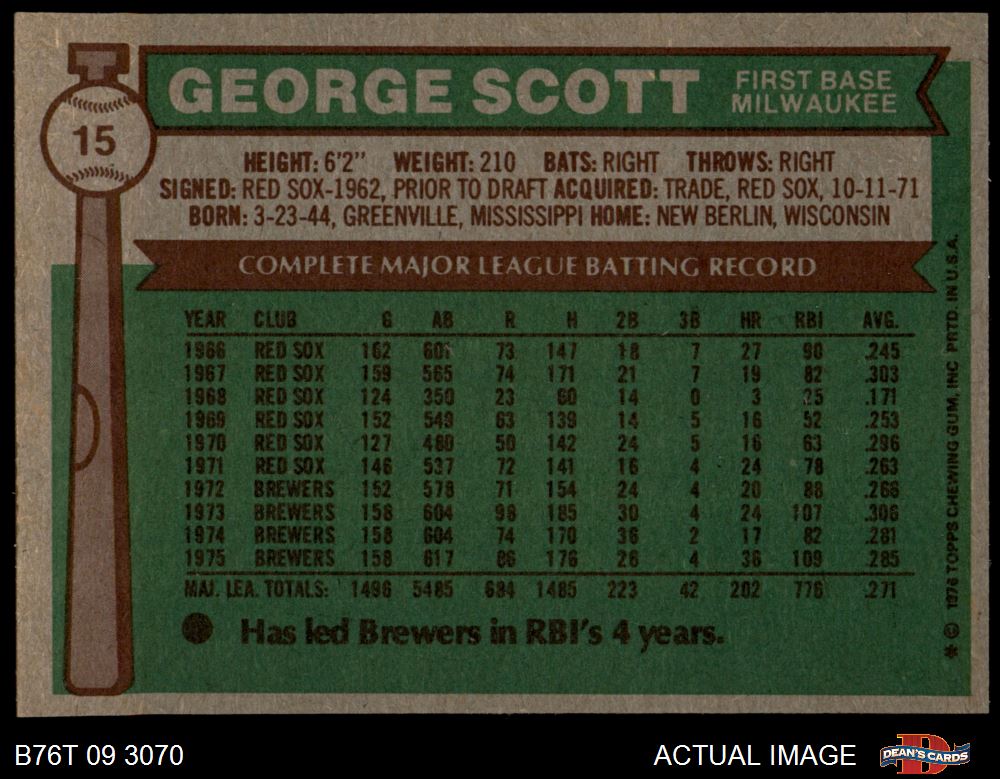 15
GEORGE SCOTT
FIRST BASE
MILWAUKEE
HEIGHT: 6'2" WEIGHT: 210 BATS: RIGHT THROWS: RIGHT
SIGNED: RED SOX-1962, PRIOR TO DRAFT ACQUIRED: TRADE, RED SOX, 10-11-71
BORN: 3-23-44, GREENVILLE, MISSISSIPPI HOME: NEW BERLIN, WISCONSIN
COMPLETE MAJOR LEAGUE BATTING RECORD
YEAR CLUB G AB R H 2B 3B HR RBI AVG.
1966 RED SOX 162 601 73 147 18 7 27 90 .245
1967 RED SOX 159 565 74 171 21 7 19 82 .303
1968 RED SOX 124 350 23 60 14 0 3 25 .171
1969 RED SOX 152 549 63 139 14 5 16 52 .253
1970 RED SOX 127 480 50 142 24 5 16 63 .296
1971 RED SOX 146 537 72 141 16 4 24 78 .263
1972 BREWERS 152 578 71 154 24 4 20 88 .266
1973 BREWERS 158 604 98 185 30 4 24 107 .306
1974 BREWERS 158 604 74 170 36 2 17 82 .281
1975 BREWERS 158 617 86 176 26 4 36 109 .285
MAJ. LEA. TOTALS: 1496 5485 684 1485 223 42 202 776 .271
Has led Brewers in RBI's 4 years.
* © 1976 TOPPS CHEWING GUM, INC PRTD. IN U.S.A.
B76T 09 3070
ACTUAL IMAGE
DEAN'S CARDS